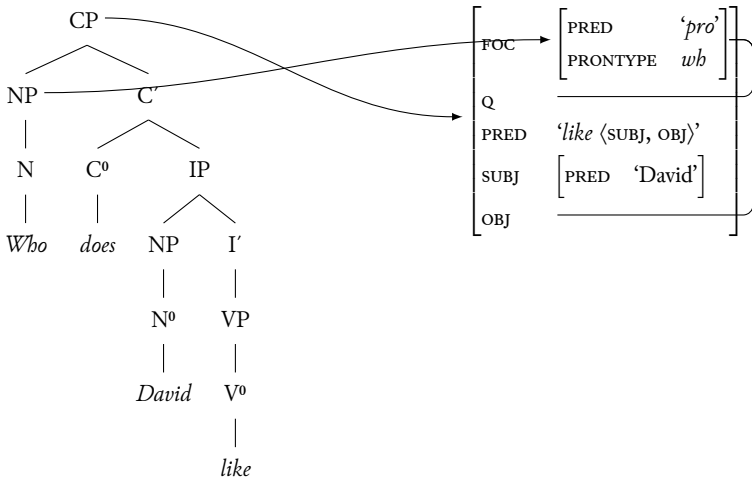 CP
NP C′
N C⁰ IP
Who does NP I′
N⁰ VP
David V⁰
like
FOC PRED ‘pro’
PRONTYPE wh
Q
PRED ‘like ⟨SUBJ, OBJ⟩’
SUBJ PRED ‘David’
OBJ